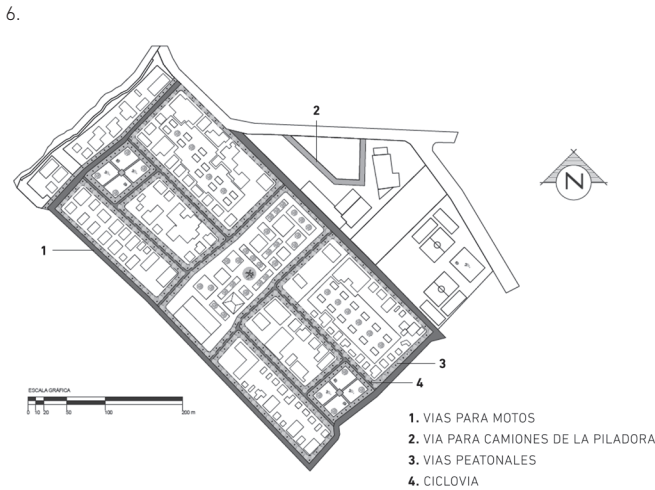 6.
2
N
1
3
4
ESCALA GRÁFICA
0 10 20 50 100 200 m
1. VIAS PARA MOTOS
2. VIA PARA CAMIONES DE LA PILADORA
3. VIAS PEATONALES
4. CICLOVIA